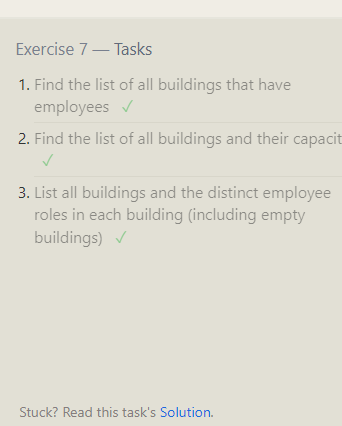 Exercise 7 — Tasks
1. Find the list of all buildings that have
employees ✓
2. Find the list of all buildings and their capacit
✓
3. List all buildings and the distinct employee
roles in each building (including empty
buildings) ✓
Stuck? Read this task's Solution.